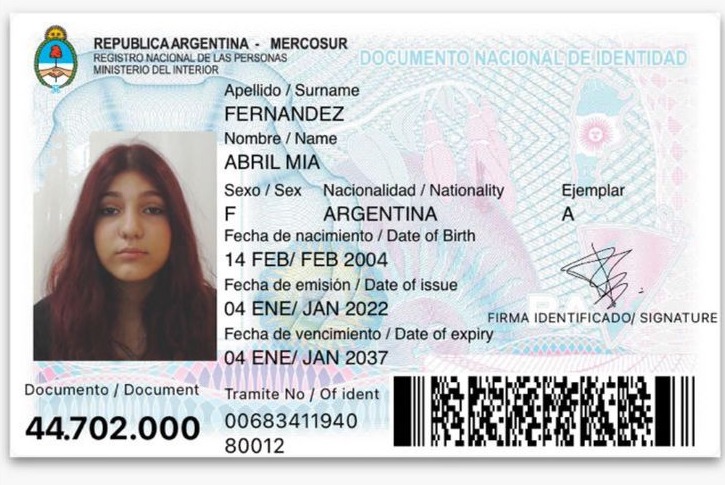 REPUBLICA ARGENTINA - MERCOSUR
REGISTRO NACIONAL DE LAS PERSONAS
MINISTERIO DEL INTERIOR
DOCUMENTO NACIONAL DE IDENTIDAD
Apellido / Surname
FERNANDEZ
Nombre / Name
ABRIL MIA
Sexo / Sex Nacionalidad / Nationality Ejemplar
F ARGENTINA A
Fecha de nacimiento / Date of Birth
14 FEB/ FEB 2004
Fecha de emisión / Date of issue
04 ENE/ JAN 2022
FIRMA IDENTIFICADO/ SIGNATURE
Fecha de vencimiento / Date of expiry
04 ENE/ JAN 2037
Documento / Document
44.702.000
Tramite No / Of ident
00683411940
80012